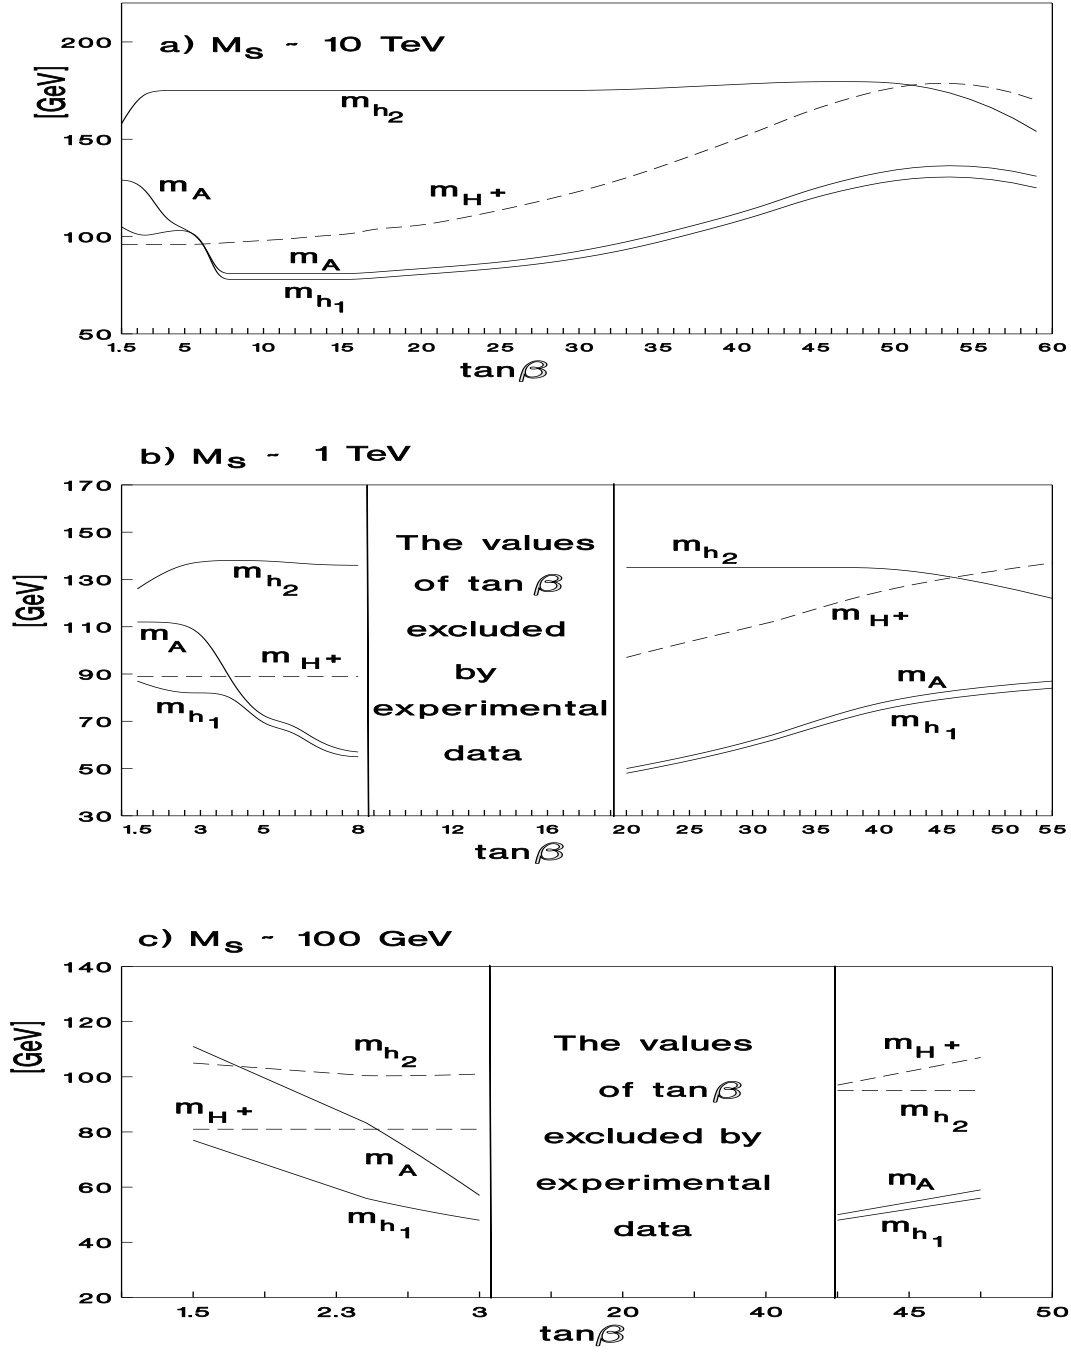 a) M_S ~ 10 TeV
[GeV]
200
150
100
50
m_h2
m_A
m_H+
m_A
m_h1
1.5 5 10 15 20 25 30 35 40 45 50 55 60
tan β
b) M_S ~ 1 TeV
[GeV]
170
150
130
110
90
70
50
30
m_h2
m_A
m_H+
m_h1
The values
of tan β
excluded
by
experimental
data
m_h2
m_H+
m_A
m_h1
1.5 3 5 8 12 16 20 25 30 35 40 45 50 55
tan β
c) M_S ~ 100 GeV
[GeV]
140
120
100
80
60
40
20
m_h2
m_H+
m_A
m_h1
The values
of tan β
excluded by
experimental
data
m_H+
m_h2
m_A
m_h1
1.5 2.3 3 20 40 45 50
tan β